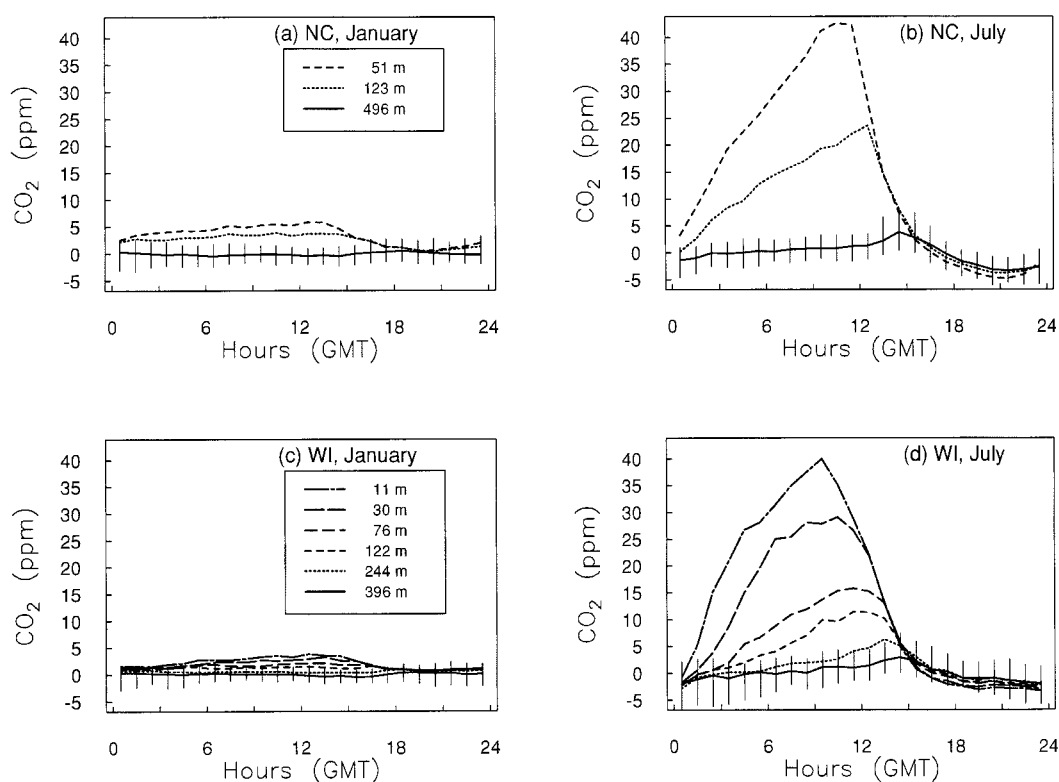 (a) NC, January
51 m
123 m
496 m
CO2 (ppm)
40
35
30
25
20
15
10
5
0
-5
0 6 12 18 24
Hours (GMT)
(b) NC, July
CO2 (ppm)
40
35
30
25
20
15
10
5
0
-5
0 6 12 18 24
Hours (GMT)
(c) WI, January
11 m
30 m
76 m
122 m
244 m
396 m
CO2 (ppm)
40
35
30
25
20
15
10
5
0
-5
0 6 12 18 24
Hours (GMT)
(d) WI, July
CO2 (ppm)
40
35
30
25
20
15
10
5
0
-5
0 6 12 18 24
Hours (GMT)